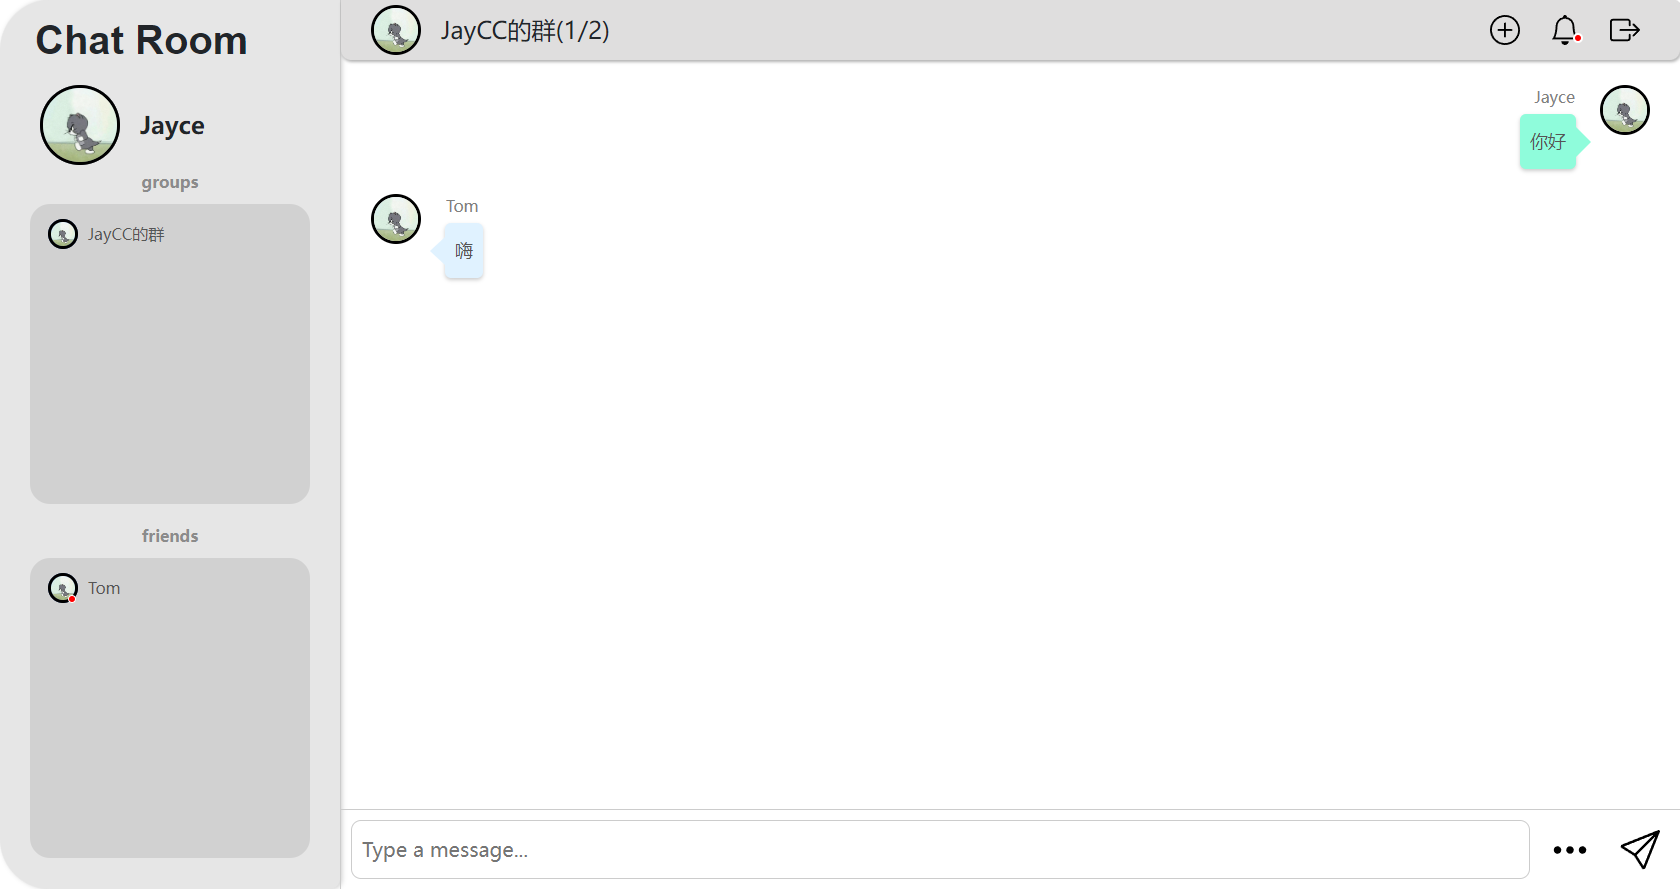 Chat Room
Jayce
groups
JayCC的群
friends
Tom
JayCC的群(1/2)
Jayce
你好
Tom
嗨
Type a message...